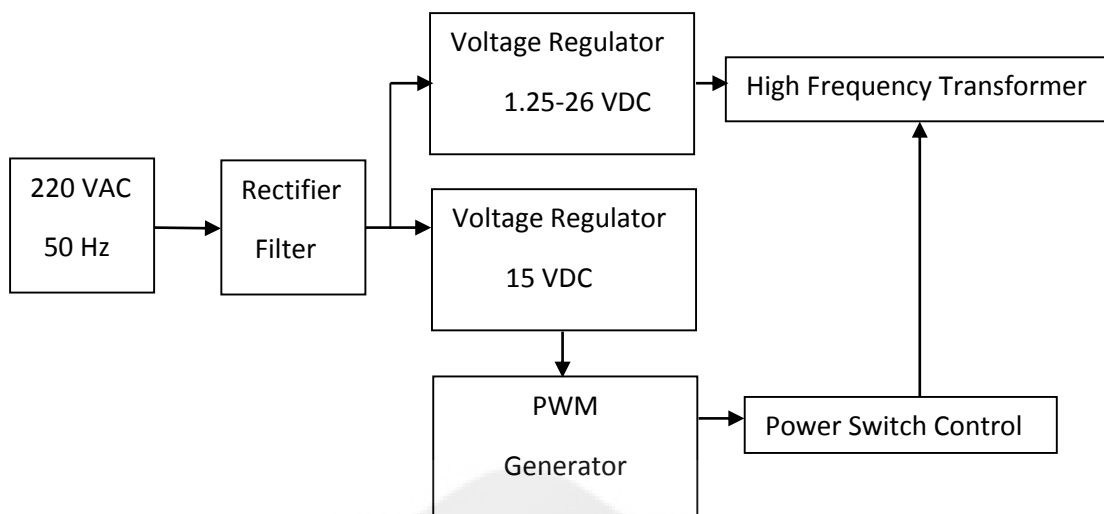 Voltage Regulator
1.25-26 VDC
High Frequency Transformer
220 VAC
50 Hz
Rectifier
Filter
Voltage Regulator
15 VDC
PWM
Generator
Power Switch Control